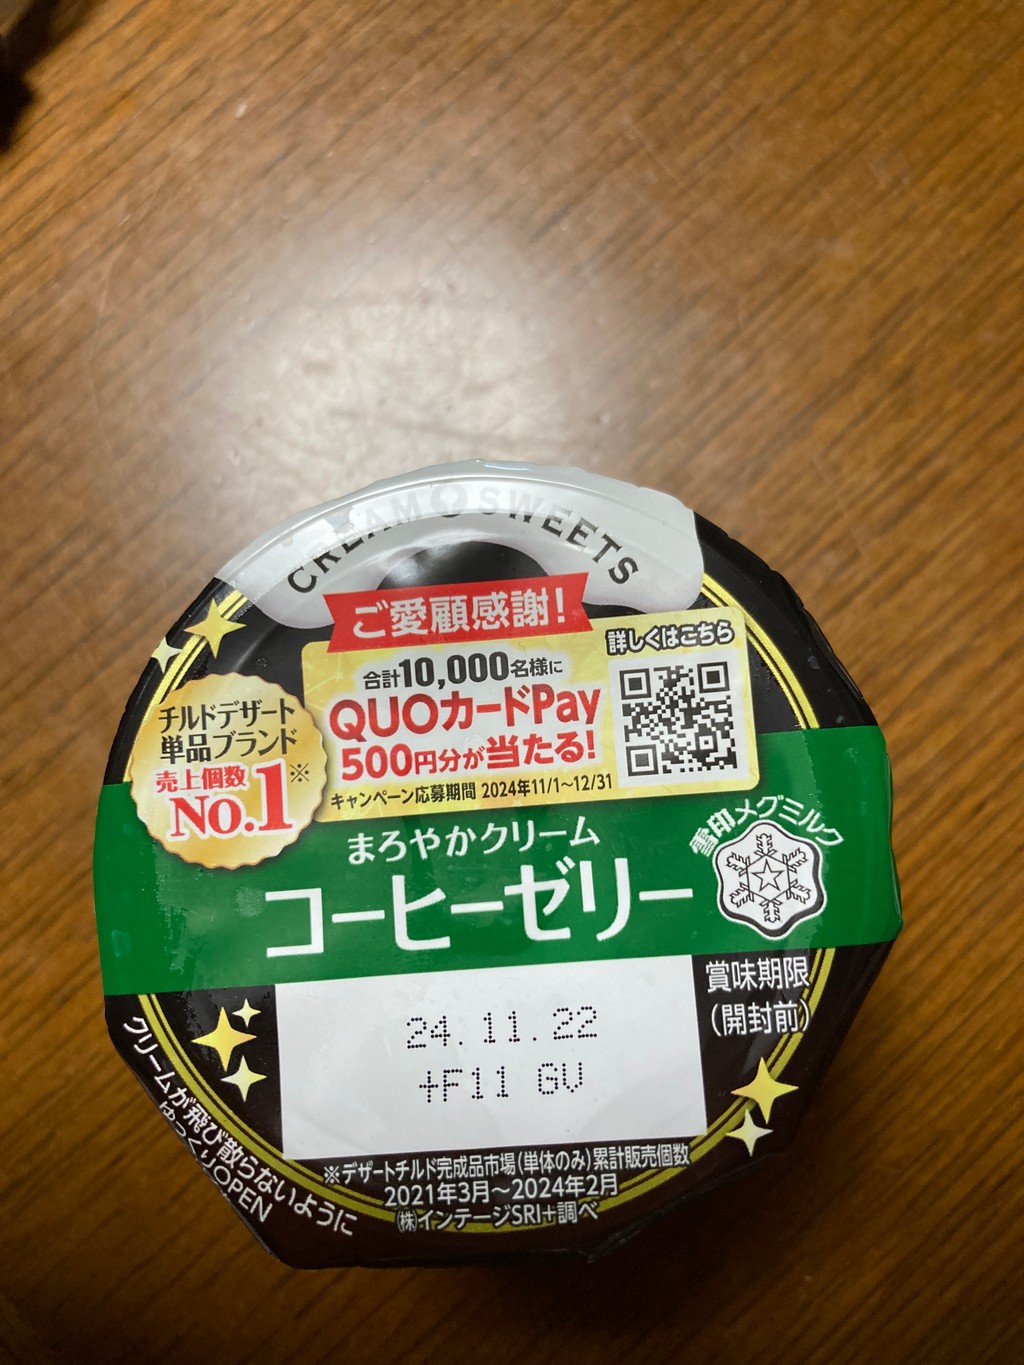 CREAM SWEETS
ご愛顧感謝!
合計10,000名様に
QUOカードPay
500円分が当たる!
キャンペーン応募期間 2024年11/1～12/31
詳しくはこちら
チルドデザート
単品ブランド
売上個数
No.1※
まろやかクリーム
コーヒーゼリー
雪印メグミルク
賞味期限
(開封前)
24.11.22
+F11 GV
クリームが飛び散らないように
ゆっくりOPEN
※デザートチルド完成品市場(単体のみ)累計販売個数
2021年3月～2024年2月
㈱インテージSRI+調べ